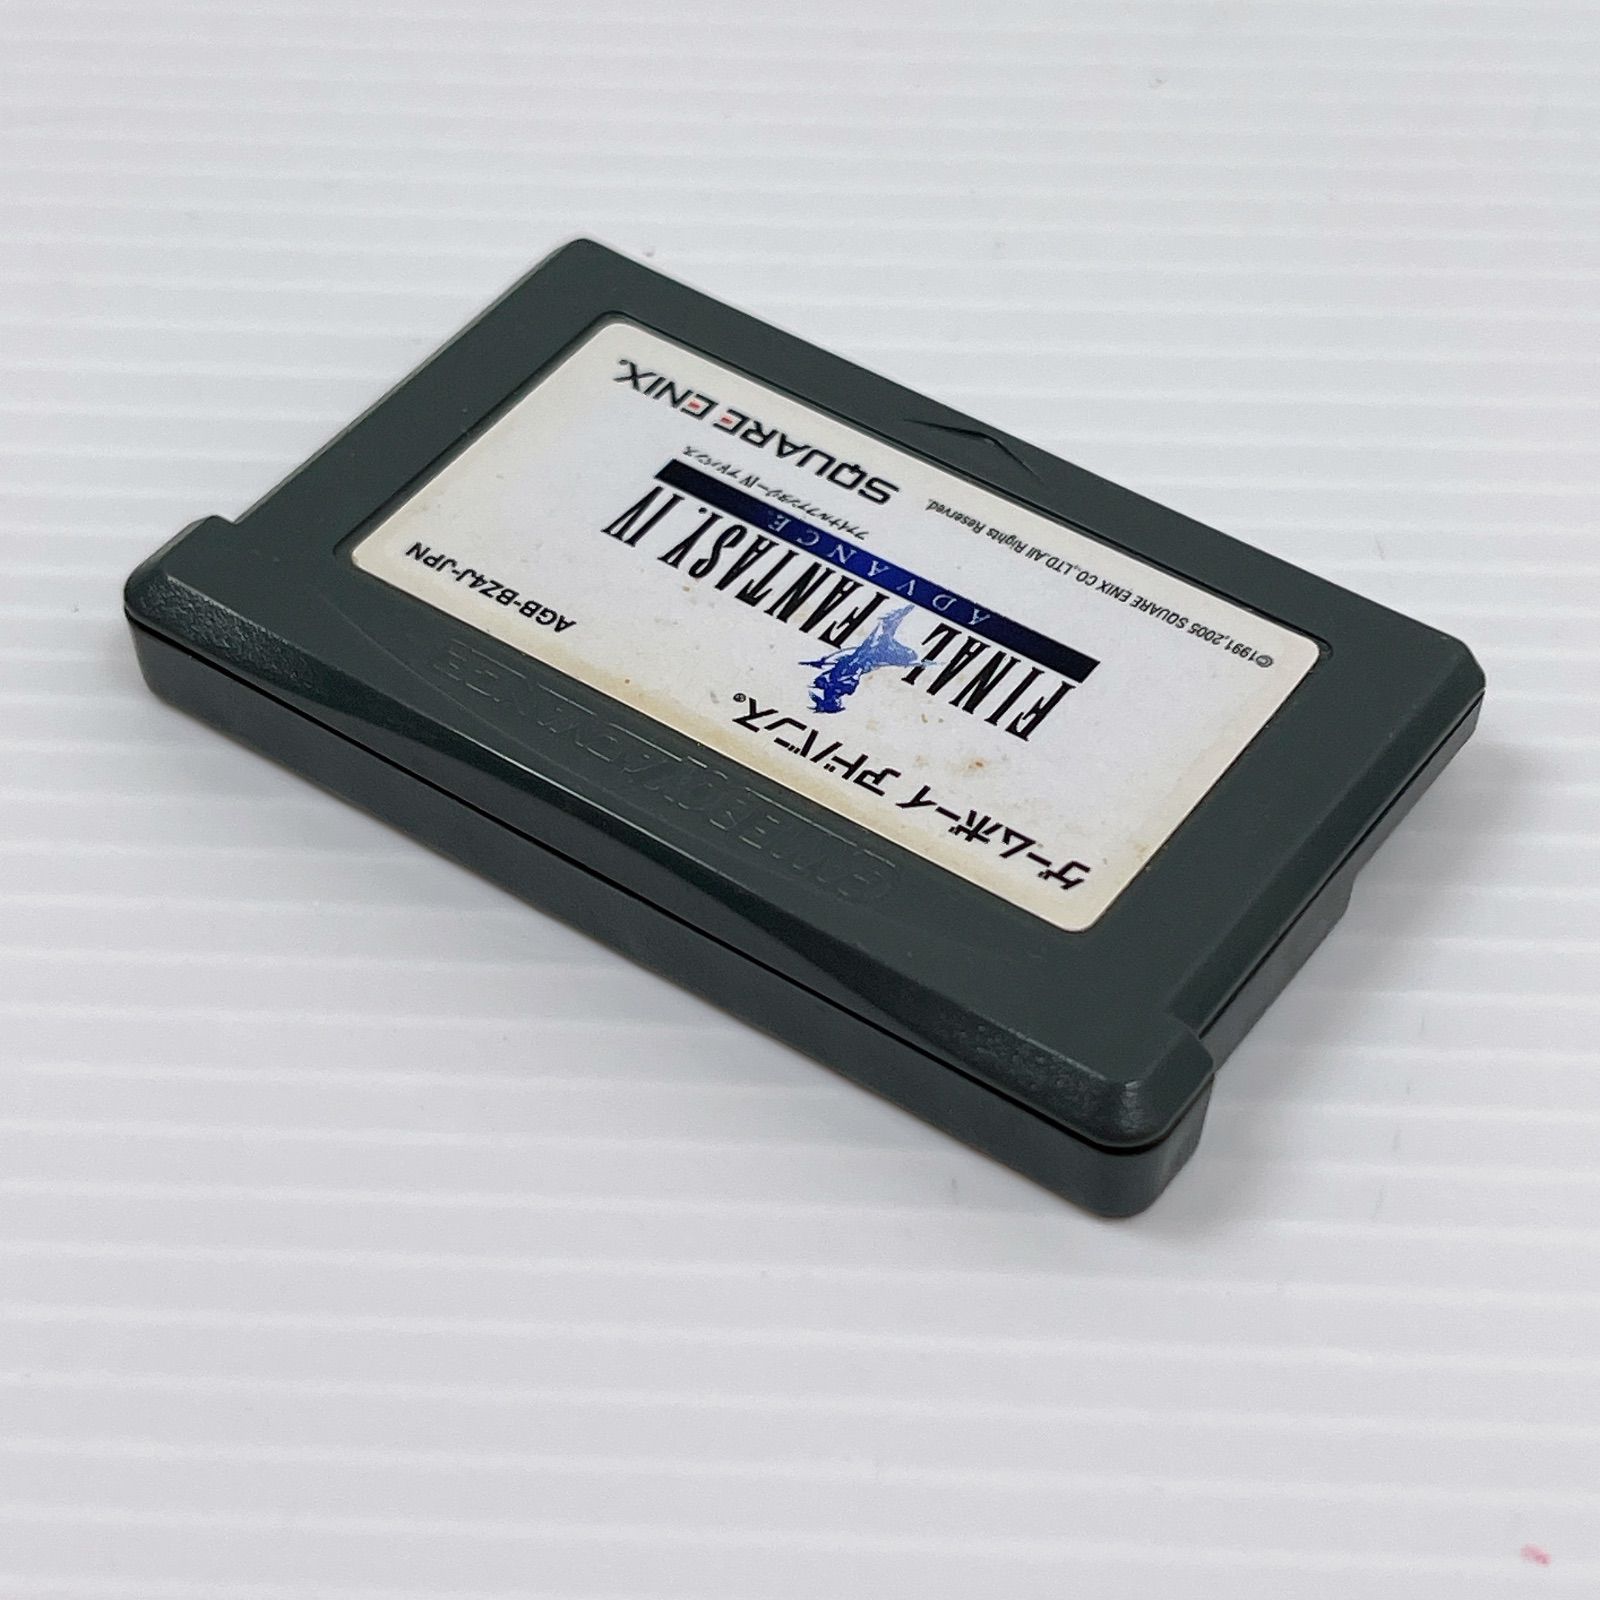 GAME BOY ADVANCE
ゲームボーイ アドバンス®
AGB-BZ4J-JPN
FINAL FANTASY. IV
ADVANCE
ファイナルファンタジーIV アドバンス
©1991,2005 SQUARE ENIX CO.,LTD.All Rights Reserved.
SQUARE ENIX.